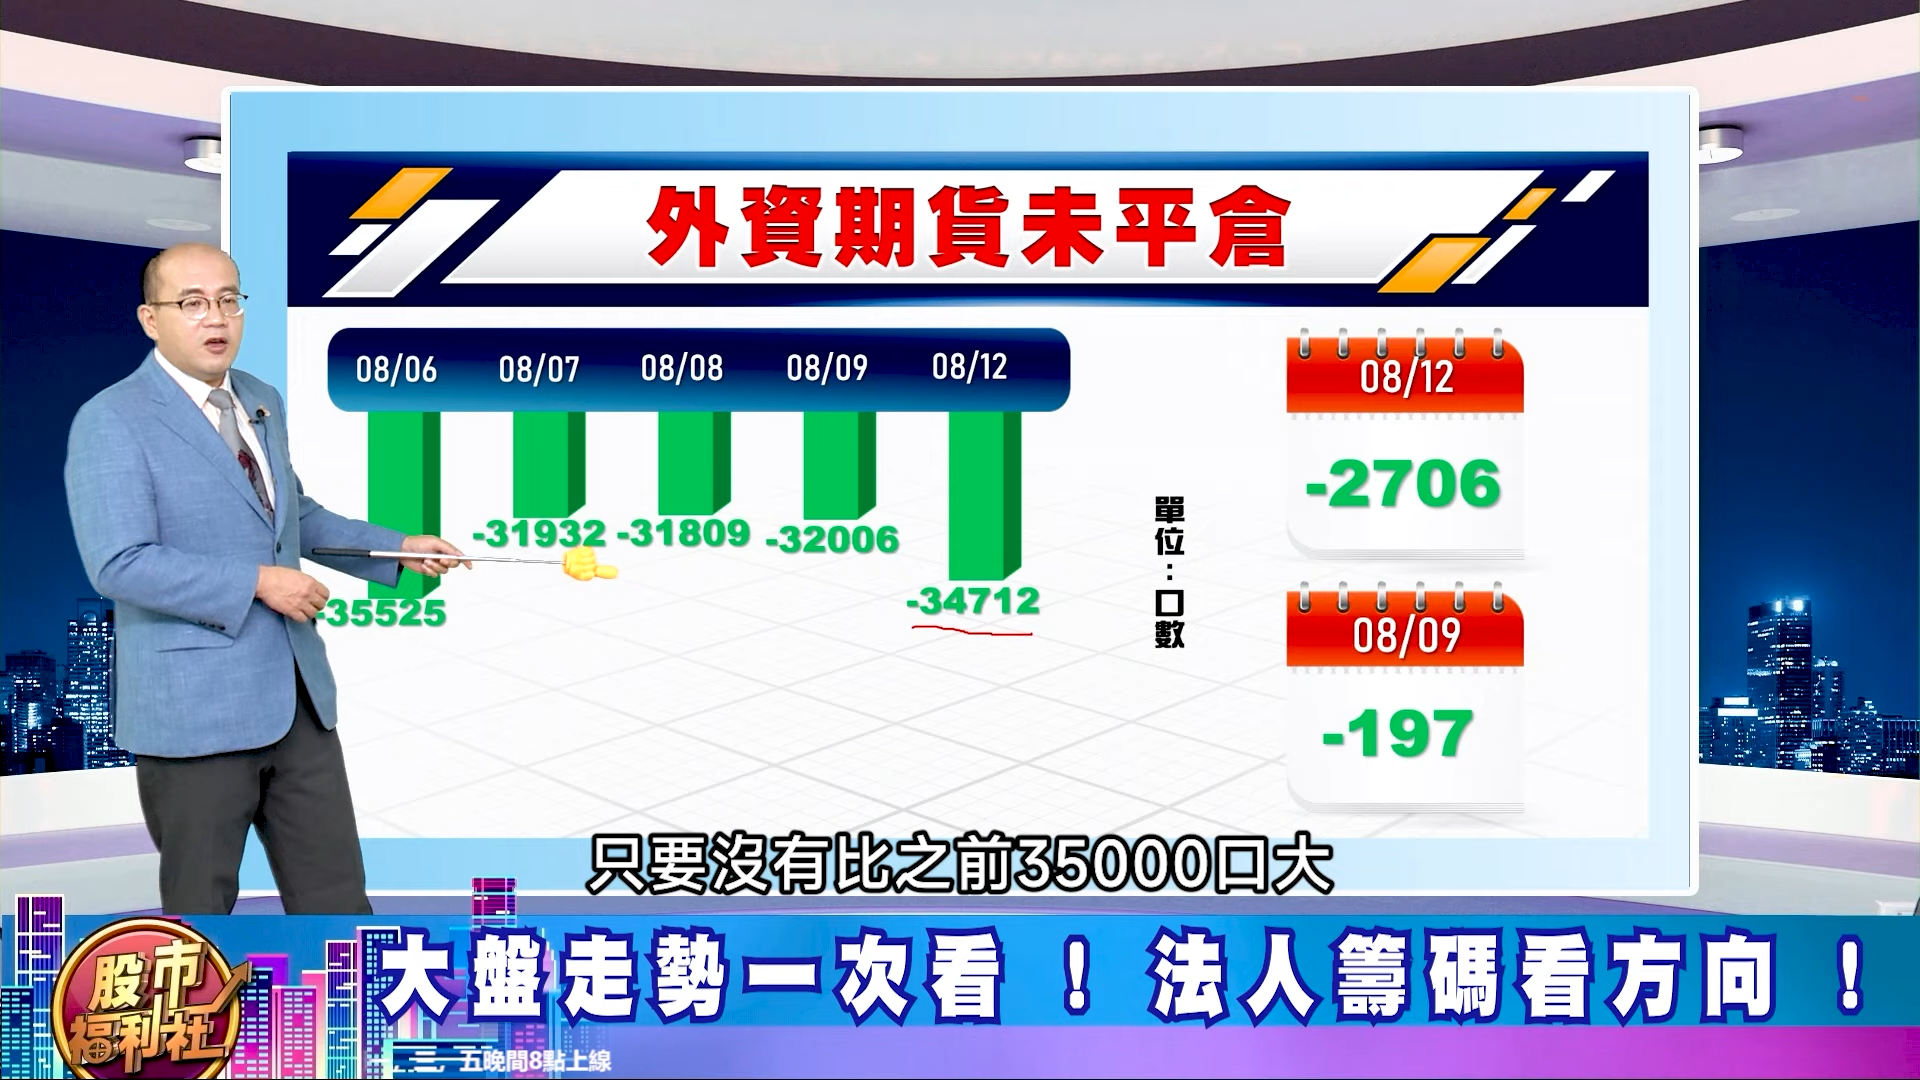 外資期貨未平倉
08/06 08/07 08/08 08/09 08/12
-35525 -31932 -31809 -32006 -34712
單位：口數
08/12
-2706
08/09
-197
只要沒有比之前35000口大
大盤走勢一次看！法人籌碼看方向！
股市
福利社
一、三、五晚間8點上線